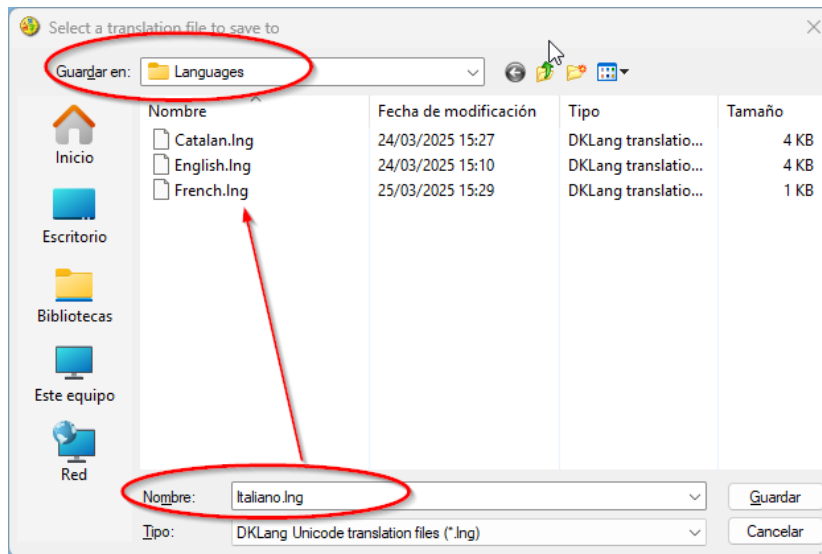 Select a translation file to save to
Guardar en: Languages
Nombre Fecha de modificación Tipo Tamaño
Catalan.lng 24/03/2025 15:27 DKLang translatio... 4 KB
English.lng 24/03/2025 15:10 DKLang translatio... 4 KB
French.lng 25/03/2025 15:29 DKLang translatio... 1 KB
Inicio
Escritorio
Bibliotecas
Este equipo
Red
Nombre: Italiano.lng Guardar
Tipo: DKLang Unicode translation files (*.lng) Cancelar